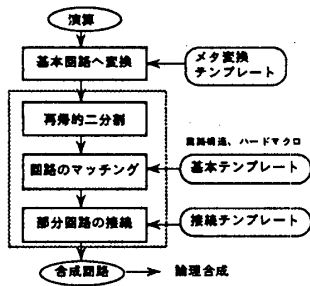 演算
基本回路へ変換
メタ変換
テンプレート
再帰的二分割
回路構造、ハードマクロ
回路のマッチング
基本テンプレート
部分回路の接続
接続テンプレート
合成回路
論理合成